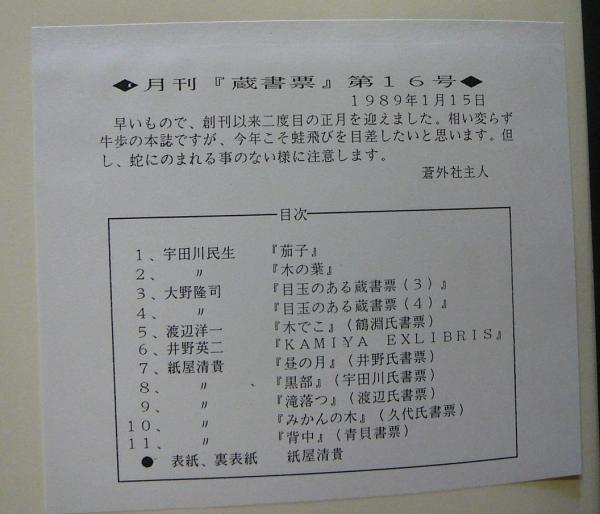 ◆月刊『蔵書票』第16号◆
1989年1月15日
早いもので、創刊以来二度目の正月を迎えました。相い変らず
牛歩の本誌ですが、今年こそ蛙飛びを目差したいと思います。但
し、蛇にのまれる事のない様に注意します。
蒼外社主人
目次
1、宇田川民生 『茄子』
2、 〃 『木の葉』
3、大野隆司 『目玉のある蔵書票(3)』
4、 〃 『目玉のある蔵書票(4)』
5、渡辺洋一 『木でこ』(鶴淵氏書票)
6、井野英二 『KAMIYA EXLIBRIS』
7、紙屋清貴 『昼の月』(井野氏書票)
8、 〃 、『黒部』(宇田川氏書票)
9、 〃 『滝落つ』(渡辺氏書票)
10、 〃 『みかんの木』(久代氏書票)
11、 〃 『背中』(青貝書票)
● 表紙、裏表紙 紙屋清貴